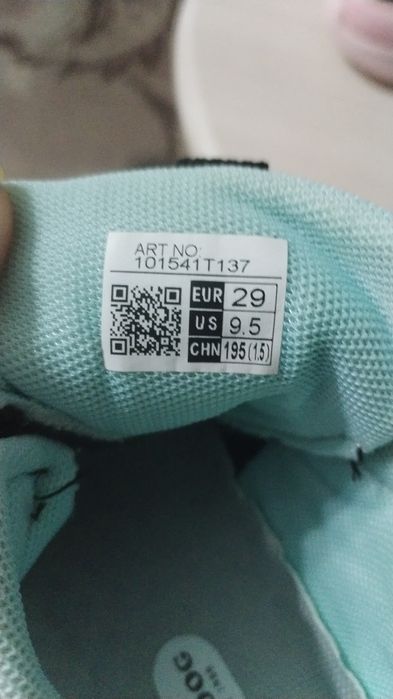 ART NO:
101541T137
EUR 29
US 9.5
CHN 195(1.5)